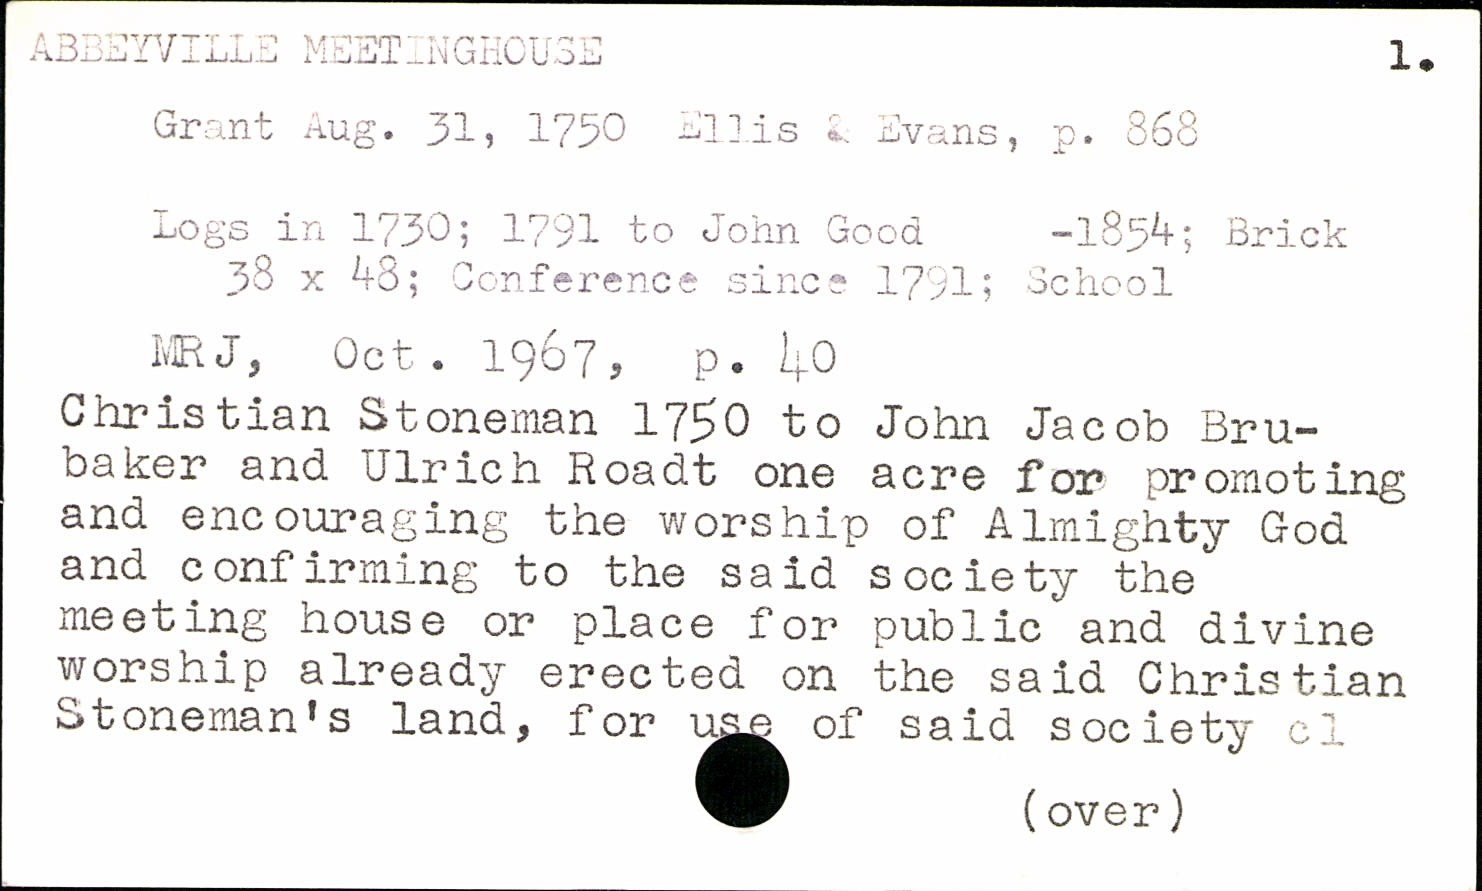 ABBEYVILLE MEETINGHOUSE 1.
Grant Aug. 31, 1750 Ellis & Evans, p. 868
Logs in 1730; 1791 to John Good -1854; Brick
38 x 48; Conference since 1791; School
MRJ, Oct. 1967, p. 40
Christian Stoneman 1750 to John Jacob Bru-
baker and Ulrich Roadt one acre for promoting
and encouraging the worship of Almighty God
and confirming to the said society the
meeting house or place for public and divine
worship already erected on the said Christian
Stoneman's land, for use of said society cl
(over)